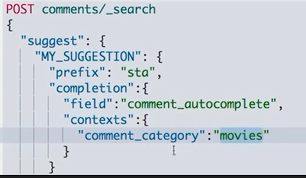 POST comments/_search
{
"suggest": {
"MY_SUGGESTION": {
"prefix": "sta",
"completion":{
"field":"comment_autocomplete",
"contexts":{
"comment_category":"movies"
}
}